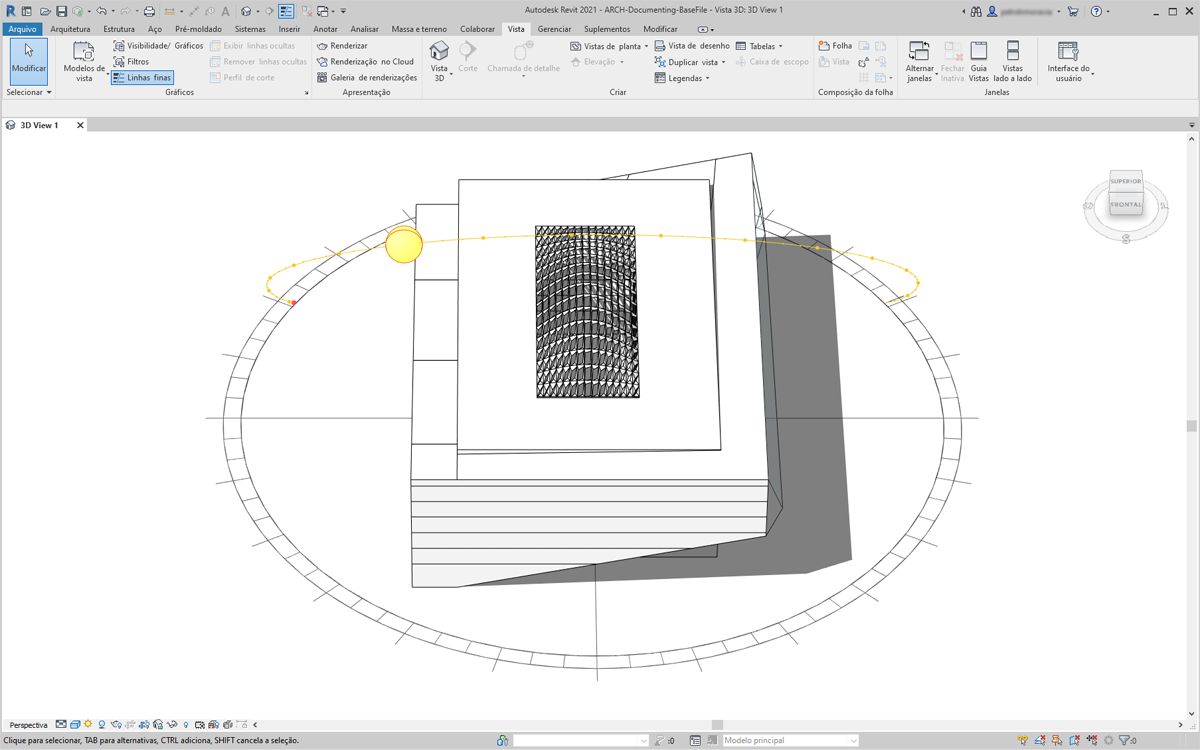 Autodesk Revit 2021 - ARCH-Documenting-BaseFile - Vista 3D: 3D View 1
Arquivo Arquitetura Estrutura Aço Pré-moldado Sistemas Inserir Anotar Analisar Massa e terreno Colaborar Vista Gerenciar Suplementos Modificar
Modificar
Selecionar
Modelos de vista
Visibilidade/ Gráficos
Filtros
Linhas finas
Exibir linhas ocultas
Remover linhas ocultas
Perfil de corte
Gráficos
Renderizar
Renderização no Cloud
Galeria de renderizações
Apresentação
Vista 3D
Corte
Chamada de detalhe
Vistas de planta
Elevação
Vista de desenho
Duplicar vista
Legendas
Tabelas
Caixa de escopo
Criar
Folha
Vista
Composição da folha
Alternar janelas
Fechar Inativa
Guia Vistas
Vistas lado a lado
Janelas
Interface do usuário
3D View 1
SUPERIOR
FRONTAL
S
Perspectiva
Clique para selecionar, TAB para alternativas, CTRL adiciona, SHIFT cancela a seleção.
:0
Modelo principal
:0